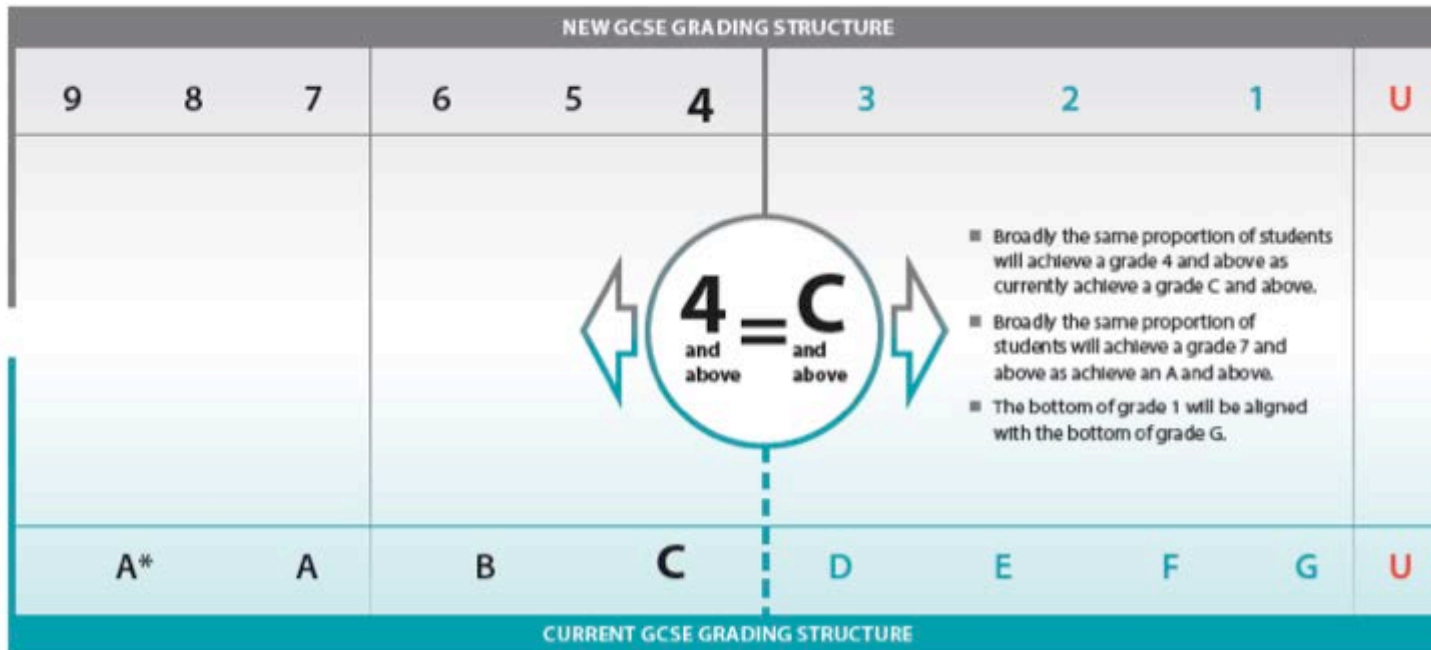 NEW GCSE GRADING STRUCTURE
9 8 7 6 5 4 3 2 1 U
4 and above = C and above
■ Broadly the same proportion of students
will achieve a grade 4 and above as
currently achieve a grade C and above.
■ Broadly the same proportion of
students will achieve a grade 7 and
above as achieve an A and above.
■ The bottom of grade 1 will be aligned
with the bottom of grade G.
A* A B C D E F G U
CURRENT GCSE GRADING STRUCTURE